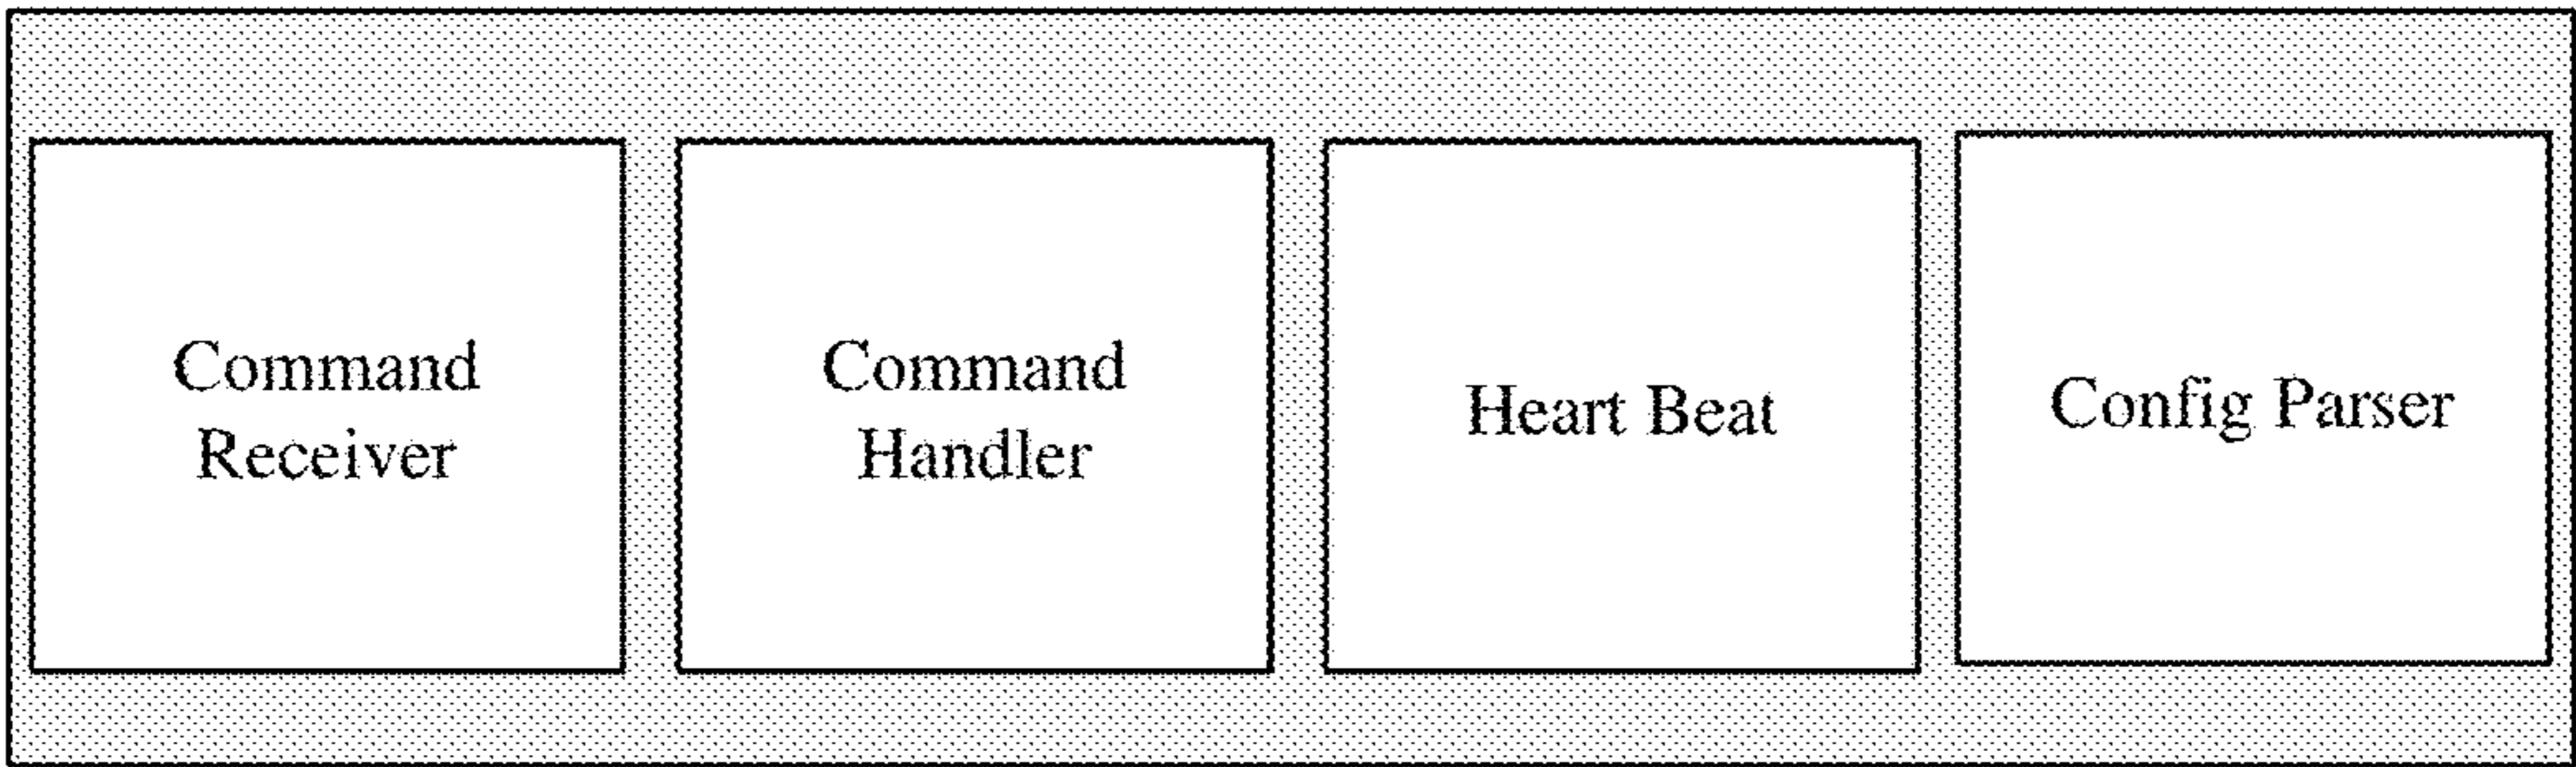 Command
Receiver
Command
Handler
Heart Beat
Config Parser